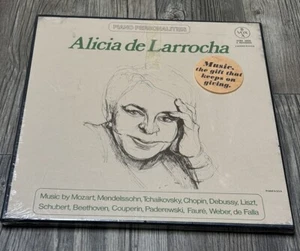 PIANO PERSONALITIES
Alicia de Larrocha
Music,
the gift that
keeps on
giving.
Music by Mozart, Mendelssohn, Tchaikovsky, Chopin, Debussy, Liszt,
Schubert, Beethoven, Couperin, Paderewski, Fauré, Weber, de Falla